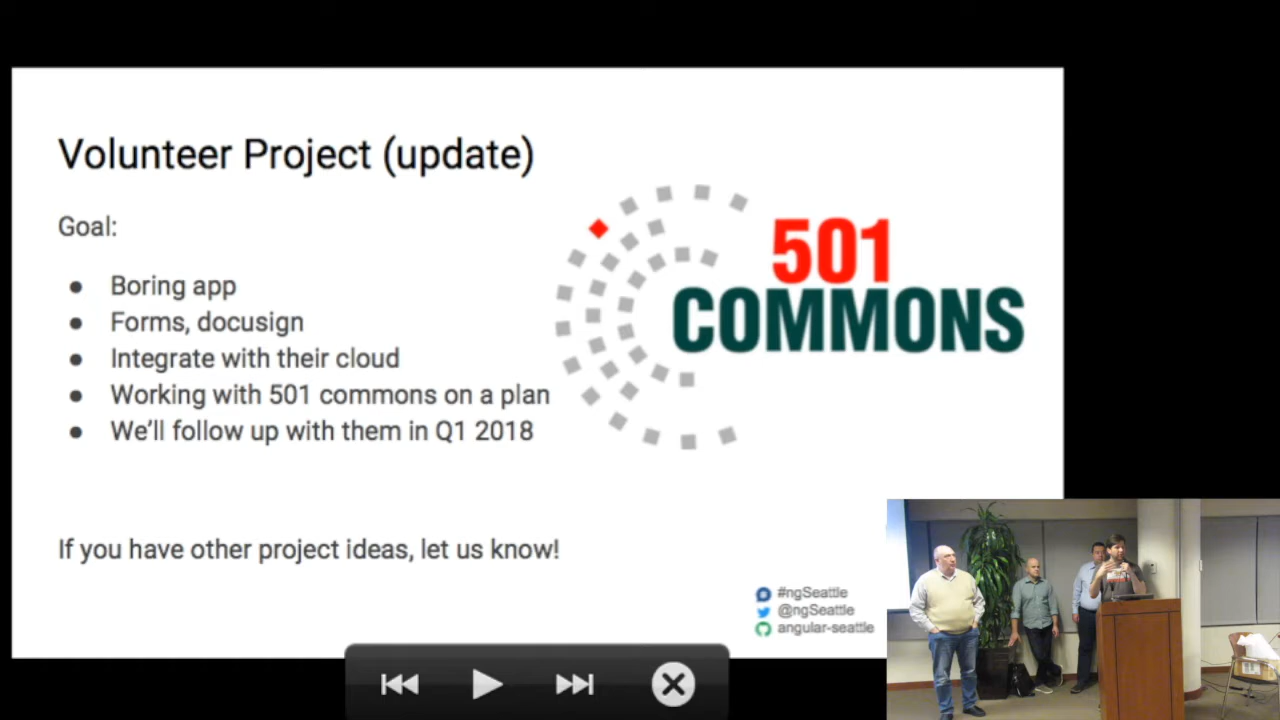 Volunteer Project (update)
Goal:
● Boring app
● Forms, docusign
● Integrate with their cloud
● Working with 501 commons on a plan
● We'll follow up with them in Q1 2018
If you have other project ideas, let us know!
501
COMMONS
#ngSeattle
@ngSeattle
angular-seattle